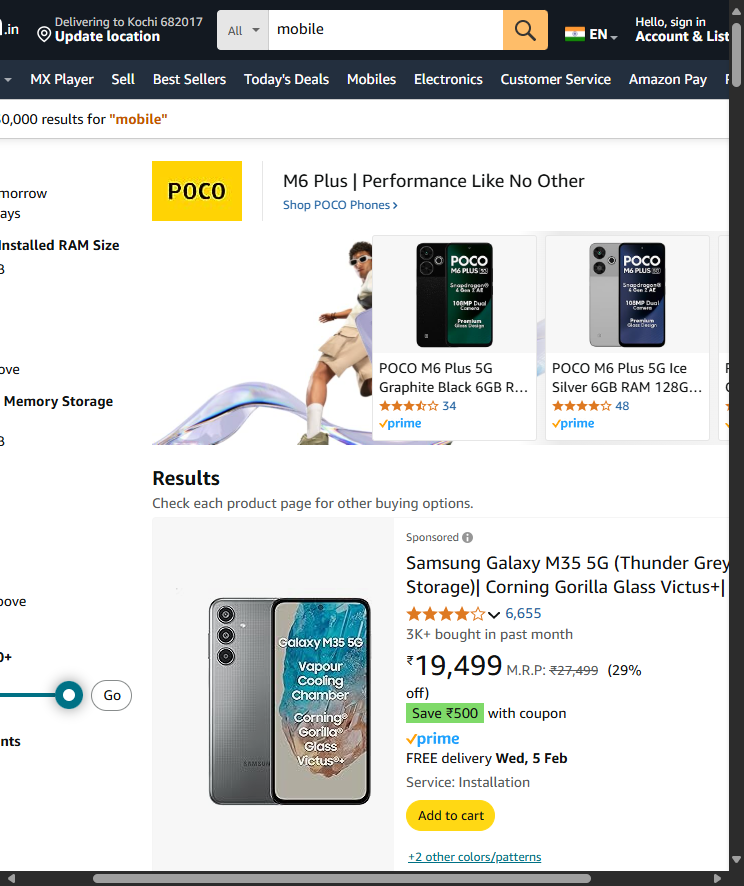 .in
Delivering to Kochi 682017
Update location
All
mobile
EN
Hello, sign in
Account & List
MX Player
Sell
Best Sellers
Today's Deals
Mobiles
Electronics
Customer Service
Amazon Pay
0,000 results for "mobile"
morrow
ays
Installed RAM Size
ove
Memory Storage
bove
0+
Go
nts
POCO
M6 Plus | Performance Like No Other
Shop POCO Phones ›
POCO
M6 PLUS 5G
Snapdragon®
4 Gen 2 AE
108MP Dual
Camera
Premium
Glass Design
POCO M6 Plus 5G
Graphite Black 6GB R...
34
prime
POCO
M6 PLUS 5G
Snapdragon®
4 Gen 2 AE
108MP Dual
Camera
Premium
Glass Design
POCO M6 Plus 5G Ice
Silver 6GB RAM 128G...
48
prime
Results
Check each product page for other buying options.
Galaxy M35 5G
Vapour
Cooling
Chamber
Corning®
Gorilla®
Glass
Victus®+
SAMSUNG
Sponsored
Samsung Galaxy M35 5G (Thunder Grey
Storage)| Corning Gorilla Glass Victus+|
6,655
3K+ bought in past month
₹19,499 M.R.P: ₹27,499 (29%
off)
Save ₹500 with coupon
prime
FREE delivery Wed, 5 Feb
Service: Installation
Add to cart
+2 other colors/patterns